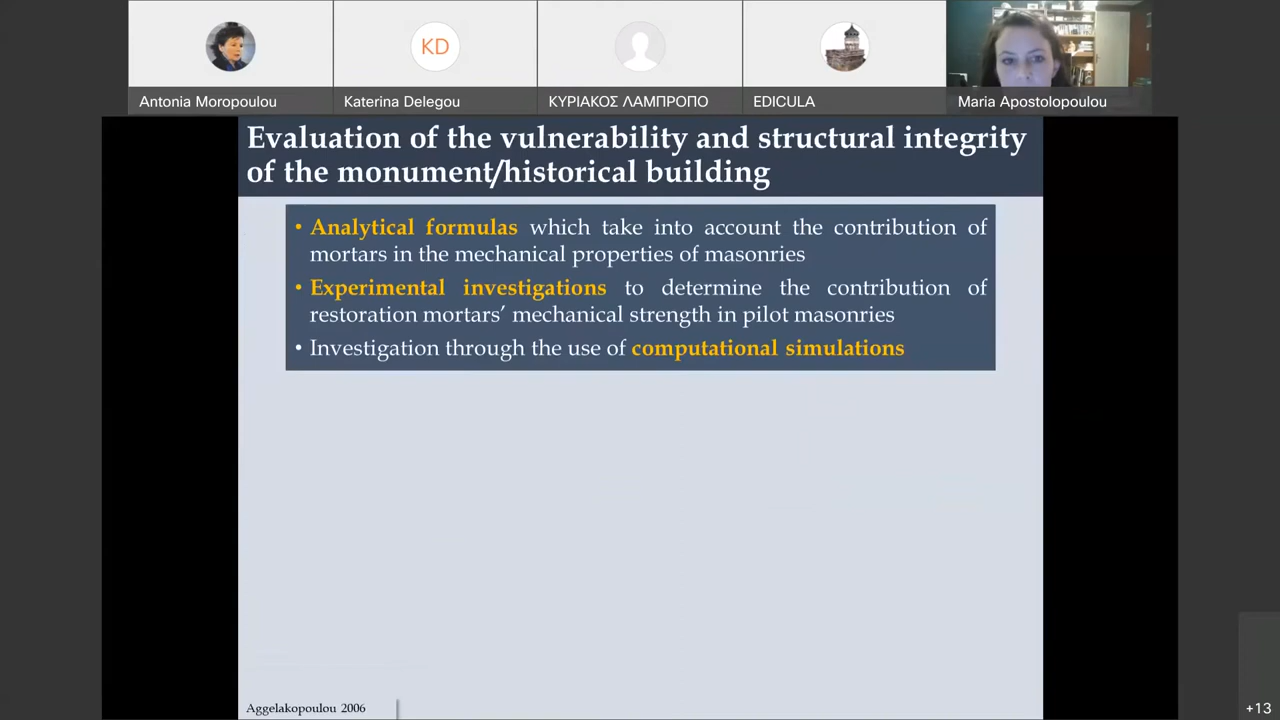 KD
Antonia Moropoulou
Katerina Delegou
ΚΥΡΙΑΚΟΣ ΛΑΜΠΡΟΠΟ
EDICULA
Maria Apostolopoulou
Evaluation of the vulnerability and structural integrity
of the monument/historical building
• Analytical formulas which take into account the contribution of
mortars in the mechanical properties of masonries
• Experimental investigations to determine the contribution of
restoration mortars’ mechanical strength in pilot masonries
• Investigation through the use of computational simulations
Aggelakopoulou 2006
+13